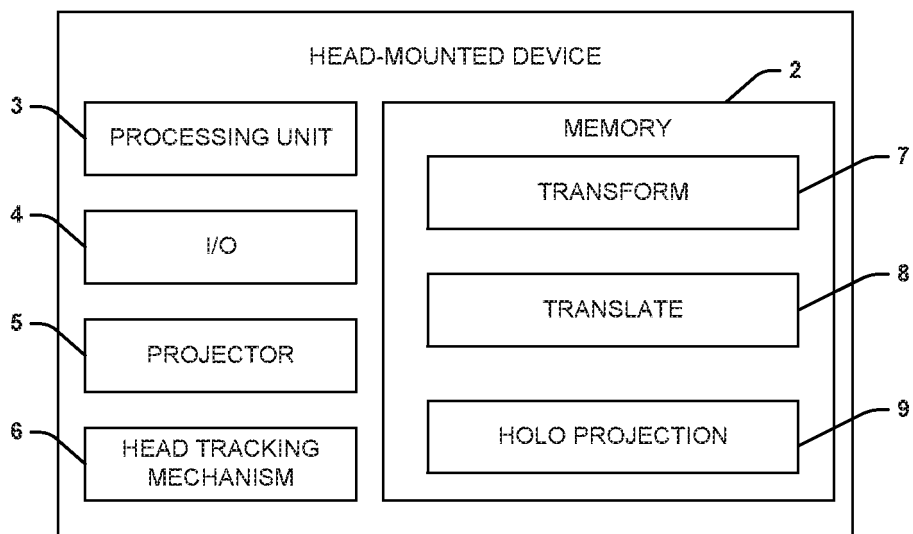 HEAD-MOUNTED DEVICE
2
3
PROCESSING UNIT
MEMORY
7
TRANSFORM
4
I/O
8
TRANSLATE
5
PROJECTOR
6
HEAD TRACKING
MECHANISM
9
HOLO PROJECTION